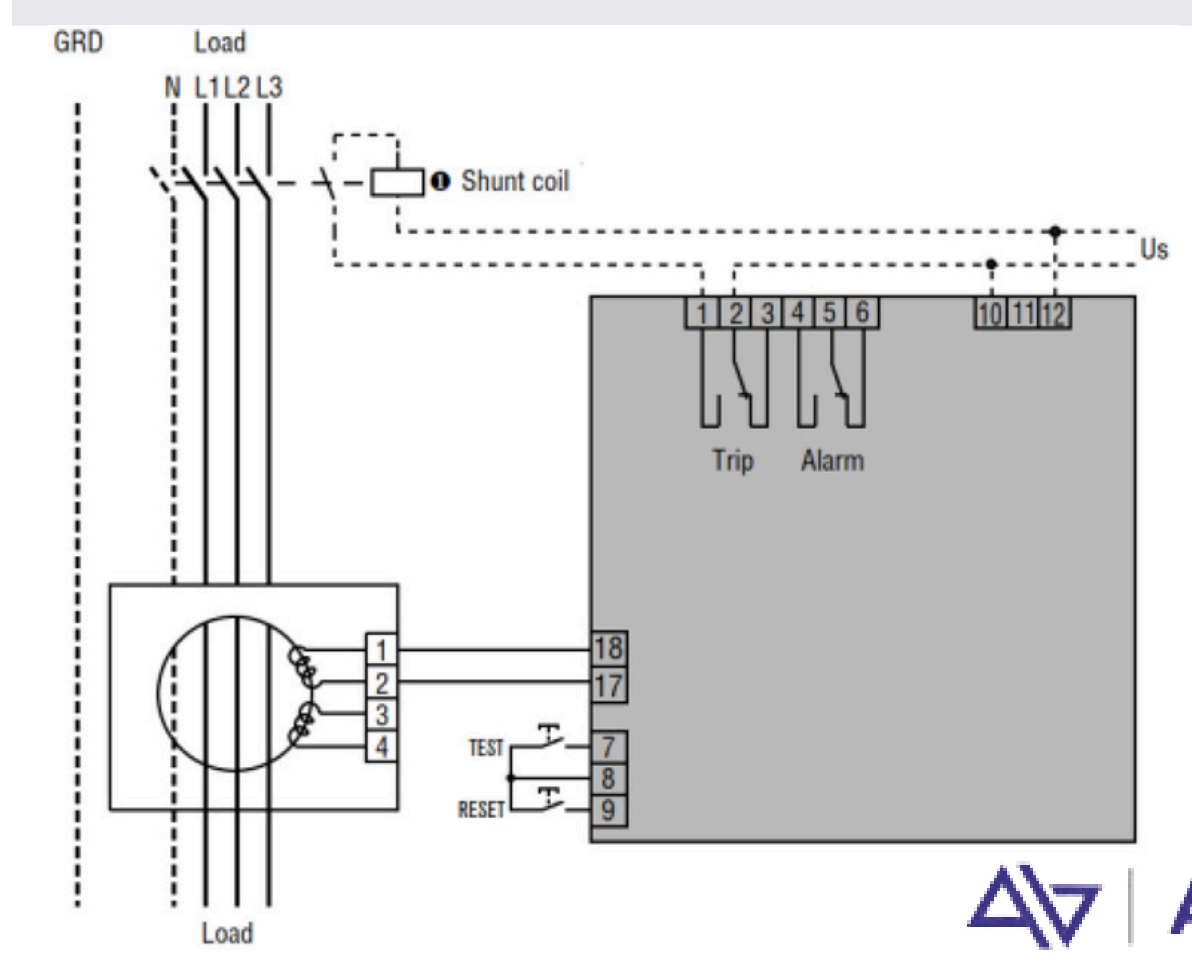 GRD Load
N L1 L2 L3
❶ Shunt coil
Us
1 2 3 4 5 6 10 11 12
Trip Alarm
1 18
2 17
3
4
TEST 7
8
RESET 9
Load